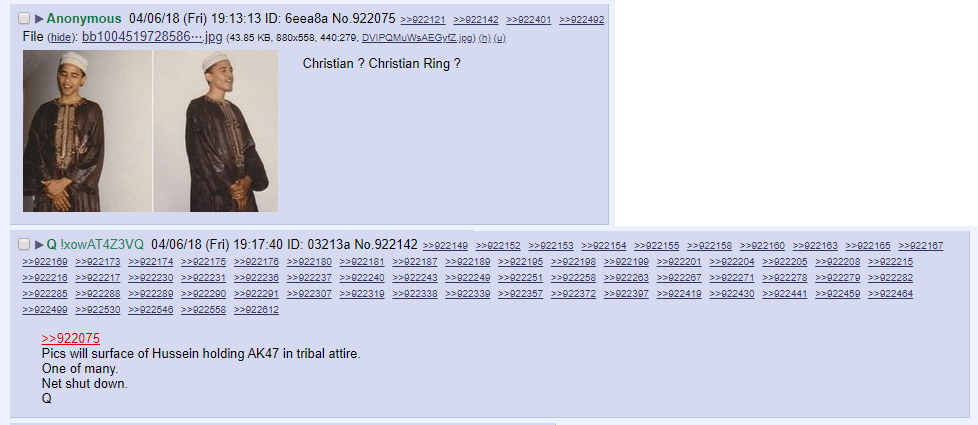 Anonymous 04/06/18 (Fri) 19:13:13 ID: 6eea8a No.922075 >>922121 >>922142 >>922401 >>922492
File (hide): bb1004519728586⋯.jpg (43.85 KB, 880x558, 440:279, DVIPQMuWsAEGyfZ.jpg) (h) (u)
Christian ? Christian Ring ?
Q !xowAT4Z3VQ 04/06/18 (Fri) 19:17:40 ID: 03213a No.922142 >>922149 >>922152 >>922153 >>922154 >>922155 >>922158 >>922160 >>922163 >>922165 >>922167
>>922169 >>922173 >>922174 >>922175 >>922176 >>922180 >>922181 >>922187 >>922189 >>922195 >>922198 >>922199 >>922201 >>922204 >>922205 >>922208 >>922215
>>922216 >>922217 >>922230 >>922231 >>922236 >>922237 >>922240 >>922243 >>922249 >>922251 >>922258 >>922263 >>922267 >>922271 >>922278 >>922279 >>922282
>>922285 >>922288 >>922289 >>922290 >>922291 >>922307 >>922319 >>922338 >>922339 >>922357 >>922372 >>922397 >>922419 >>922430 >>922441 >>922459 >>922464
>>922499 >>922530 >>922546 >>922558 >>922612
>>922075
Pics will surface of Hussein holding AK47 in tribal attire.
One of many.
Net shut down.
Q